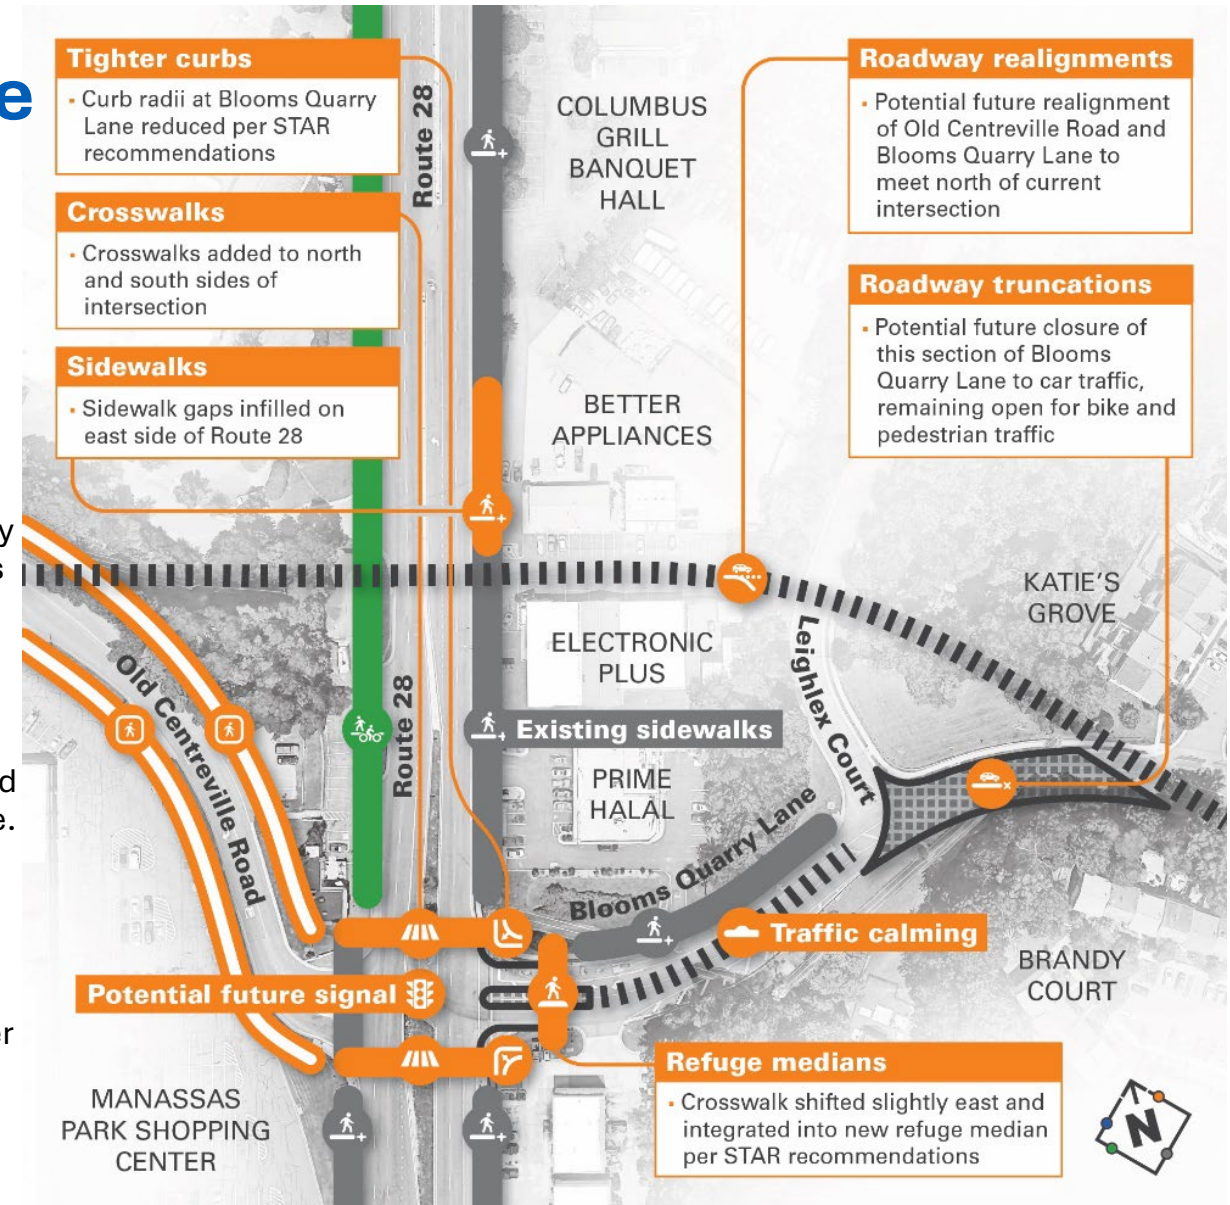 e
Tighter curbs
▪ Curb radii at Blooms Quarry
Lane reduced per STAR
recommendations
Crosswalks
▪ Crosswalks added to north
and south sides of
intersection
Sidewalks
▪ Sidewalk gaps infilled on
east side of Route 28
Route 28
COLUMBUS
GRILL
BANQUET
HALL
Roadway realignments
▪ Potential future realignment
of Old Centreville Road and
Blooms Quarry Lane to
meet north of current
intersection
Roadway truncations
▪ Potential future closure of
this section of Blooms
Quarry Lane to car traffic,
remaining open for bike and
pedestrian traffic
BETTER
APPLIANCES
y
s
KATIE'S
GROVE
ELECTRONIC
PLUS
Leighlex Court
Old Centreville Road
Route 28
Existing sidewalks
PRIME
HALAL
d
e.
Blooms Quarry Lane
Traffic calming
BRANDY
COURT
Potential future signal
er
Refuge medians
▪ Crosswalk shifted slightly east and
integrated into new refuge median
per STAR recommendations
MANASSAS
PARK SHOPPING
CENTER
N